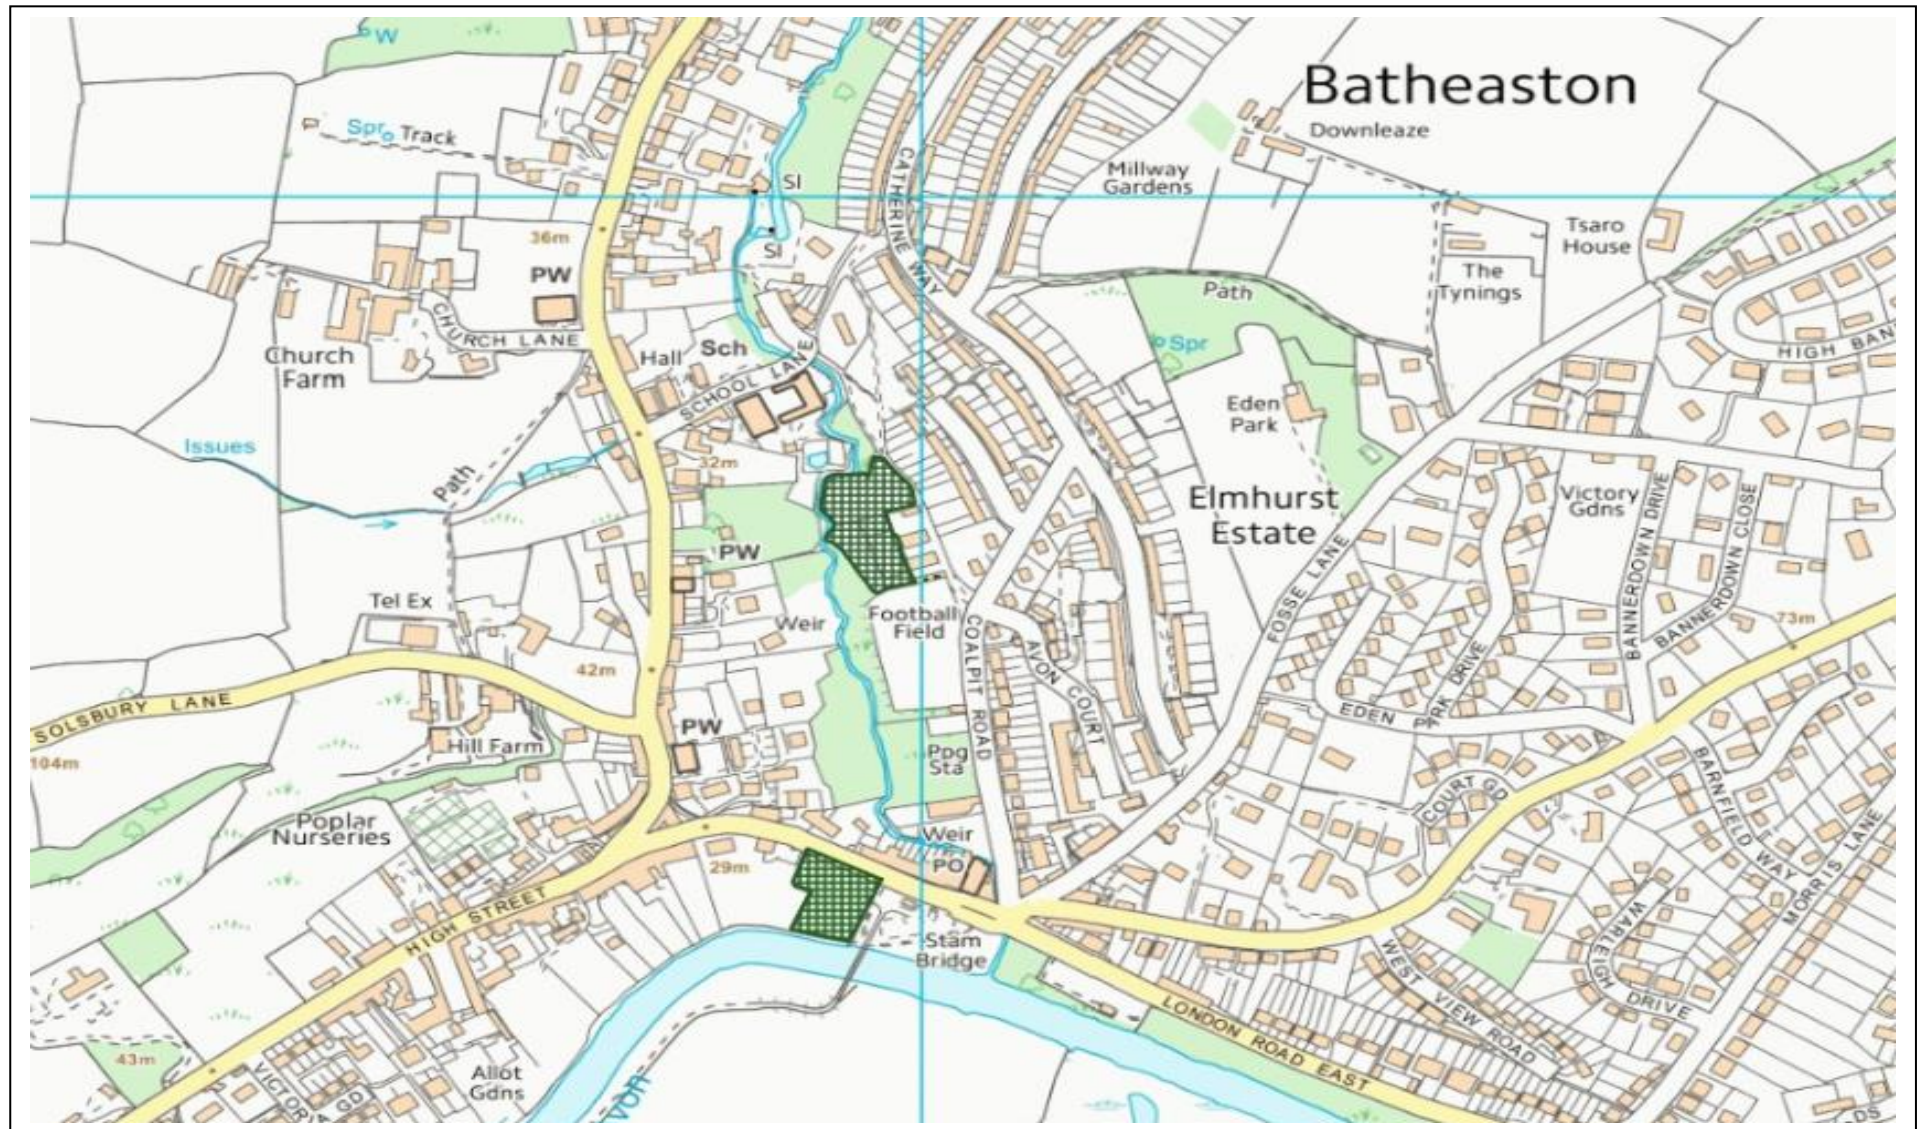 W
Batheaston
Downleaze
Spr
Track
Sl
Millway
Gardens
CATHERINE WAY
Tsaro
House
36m
Sl
PW
The
Tynings
Path
CHURCH LANE
Spr
Church
Farm
Hall
Sch
SCHOOL LANE
HIGH BAN
Eden
Park
Issues
32m
Path
Elmhurst
Estate
Victory
Gdns
BANNERDOWN DRIVE
BANNERDOWN CLOSE
PW
FOSSE LANE
Tel Ex
Weir
Football
Field
COALPIT ROAD
AVON COURT
73m
42m
EDEN PARK DRIVE
SOLSBURY LANE
PW
Hill Farm
104m
Ppg
Sta
BARNFIELD WAY
COURT GD
Poplar
Nurseries
Weir
PO
29m
MORRIS LANE
HIGH STREET
Stam
Bridge
WARLEIGH DRIVE
WEST VIEW ROAD
LONDON ROAD EAST
43m
VICTORIA GD
Allot
Gdns
VON
DS